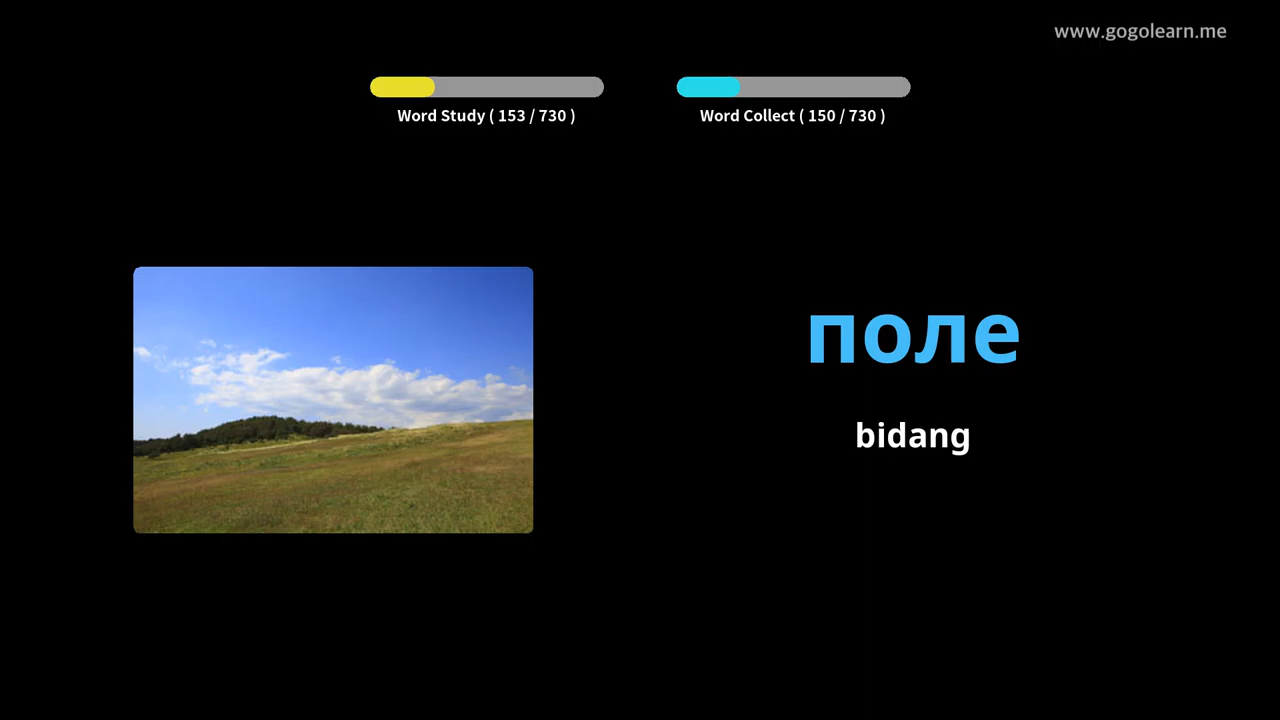 www.gogolearn.me
Word Study ( 153 / 730 )
Word Collect ( 150 / 730 )
поле
bidang